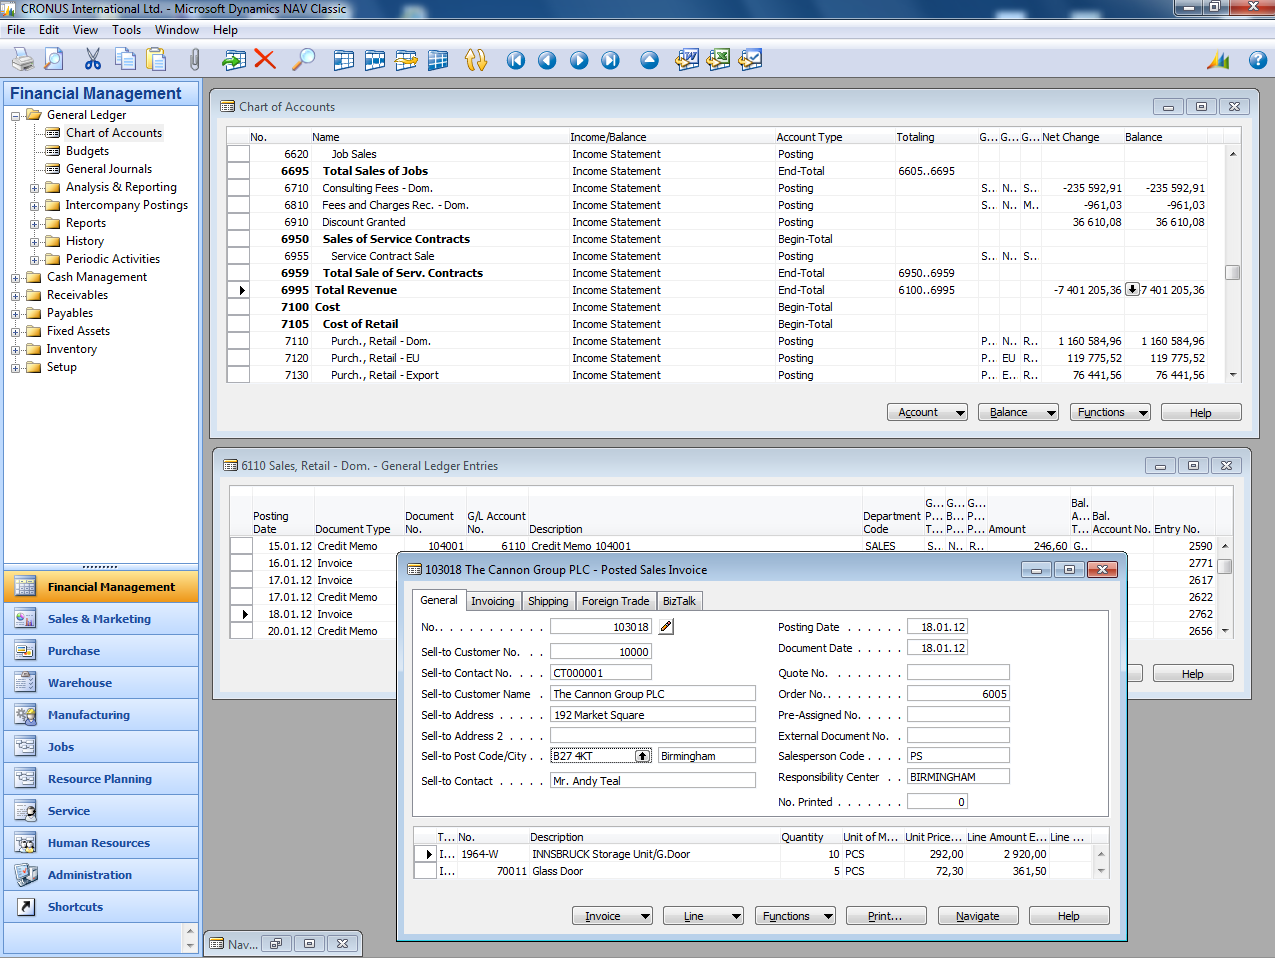 CRONUS International Ltd. - Microsoft Dynamics NAV Classic
File Edit View Tools Window Help
Financial Management
General Ledger
Chart of Accounts
Budgets
General Journals
Analysis & Reporting
Intercompany Postings
Reports
History
Periodic Activities
Cash Management
Receivables
Payables
Fixed Assets
Inventory
Setup
Financial Management
Sales & Marketing
Purchase
Warehouse
Manufacturing
Jobs
Resource Planning
Service
Human Resources
Administration
Shortcuts
Chart of Accounts
No. Name Income/Balance Account Type Totaling G... G... G... Net Change Balance
6620 Job Sales Income Statement Posting
6695 Total Sales of Jobs Income Statement End-Total 6605..6695
6710 Consulting Fees - Dom. Income Statement Posting S... N.. S... -235 592,91 -235 592,91
6810 Fees and Charges Rec. - Dom. Income Statement Posting S... N.. M... -961,03 -961,03
6910 Discount Granted Income Statement Posting 36 610,08 36 610,08
6950 Sales of Service Contracts Income Statement Begin-Total
6955 Service Contract Sale Income Statement Posting S... N.. S...
6959 Total Sale of Serv. Contracts Income Statement End-Total 6950..6959
6995 Total Revenue Income Statement End-Total 6100..6995 -7 401 205,36 7 401 205,36
7100 Cost Income Statement Begin-Total
7105 Cost of Retail Income Statement Begin-Total
7110 Purch., Retail - Dom. Income Statement Posting P... N.. R... 1 160 584,96 1 160 584,96
7120 Purch., Retail - EU Income Statement Posting P... EU R... 119 775,52 119 775,52
7130 Purch., Retail - Export Income Statement Posting P... E... R... 76 441,56 76 441,56
Account Balance Functions Help
6110 Sales, Retail - Dom. - General Ledger Entries
G... G... G... Bal.
Posting Document G/L Account Department P... B... P... A... Bal.
Date Document Type No. No. Description Code T... P... P... Amount T... Account No. Entry No.
15.01.12 Credit Memo 104001 6110 Credit Memo 104001 SALES S... N... R... 246,60 G.. 2590
16.01.12 Invoice 2771
17.01.12 Invoice 2617
17.01.12 Credit Memo 2622
18.01.12 Invoice 2762
20.01.12 Credit Memo 2656
Help
103018 The Cannon Group PLC - Posted Sales Invoice
General Invoicing Shipping Foreign Trade BizTalk
No. . . . . . . . . . . . 103018
Sell-to Customer No. . . . 10000
Sell-to Contact No. . . . . CT000001
Sell-to Customer Name . The Cannon Group PLC
Sell-to Address . . . . . 192 Market Square
Sell-to Address 2 . . . .
Sell-to Post Code/City . . B27 4KT Birmingham
Sell-to Contact . . . . . Mr. Andy Teal
Posting Date . . . . . . 18.01.12
Document Date . . . . . 18.01.12
Quote No. . . . . . . .
Order No.. . . . . . . . 6005
Pre-Assigned No. . . . .
External Document No. .
Salesperson Code . . . . PS
Responsibility Center . . BIRMINGHAM
No. Printed . . . . . . . 0
T... No. Description Quantity Unit of M... Unit Price... Line Amount E... Line ...
I... 1964-W INNSBRUCK Storage Unit/G.Door 10 PCS 292,00 2 920,00
I... 70011 Glass Door 5 PCS 72,30 361,50
Invoice Line Functions Print... Navigate Help
Nav...